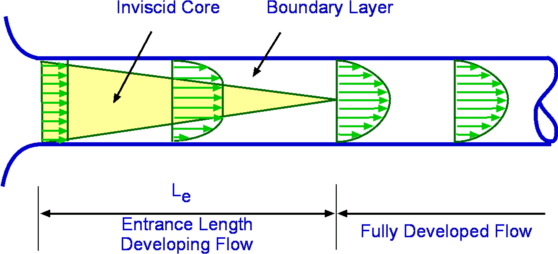 Inviscid Core
Boundary Layer
Le
Entrance Length
Developing Flow
Fully Developed Flow